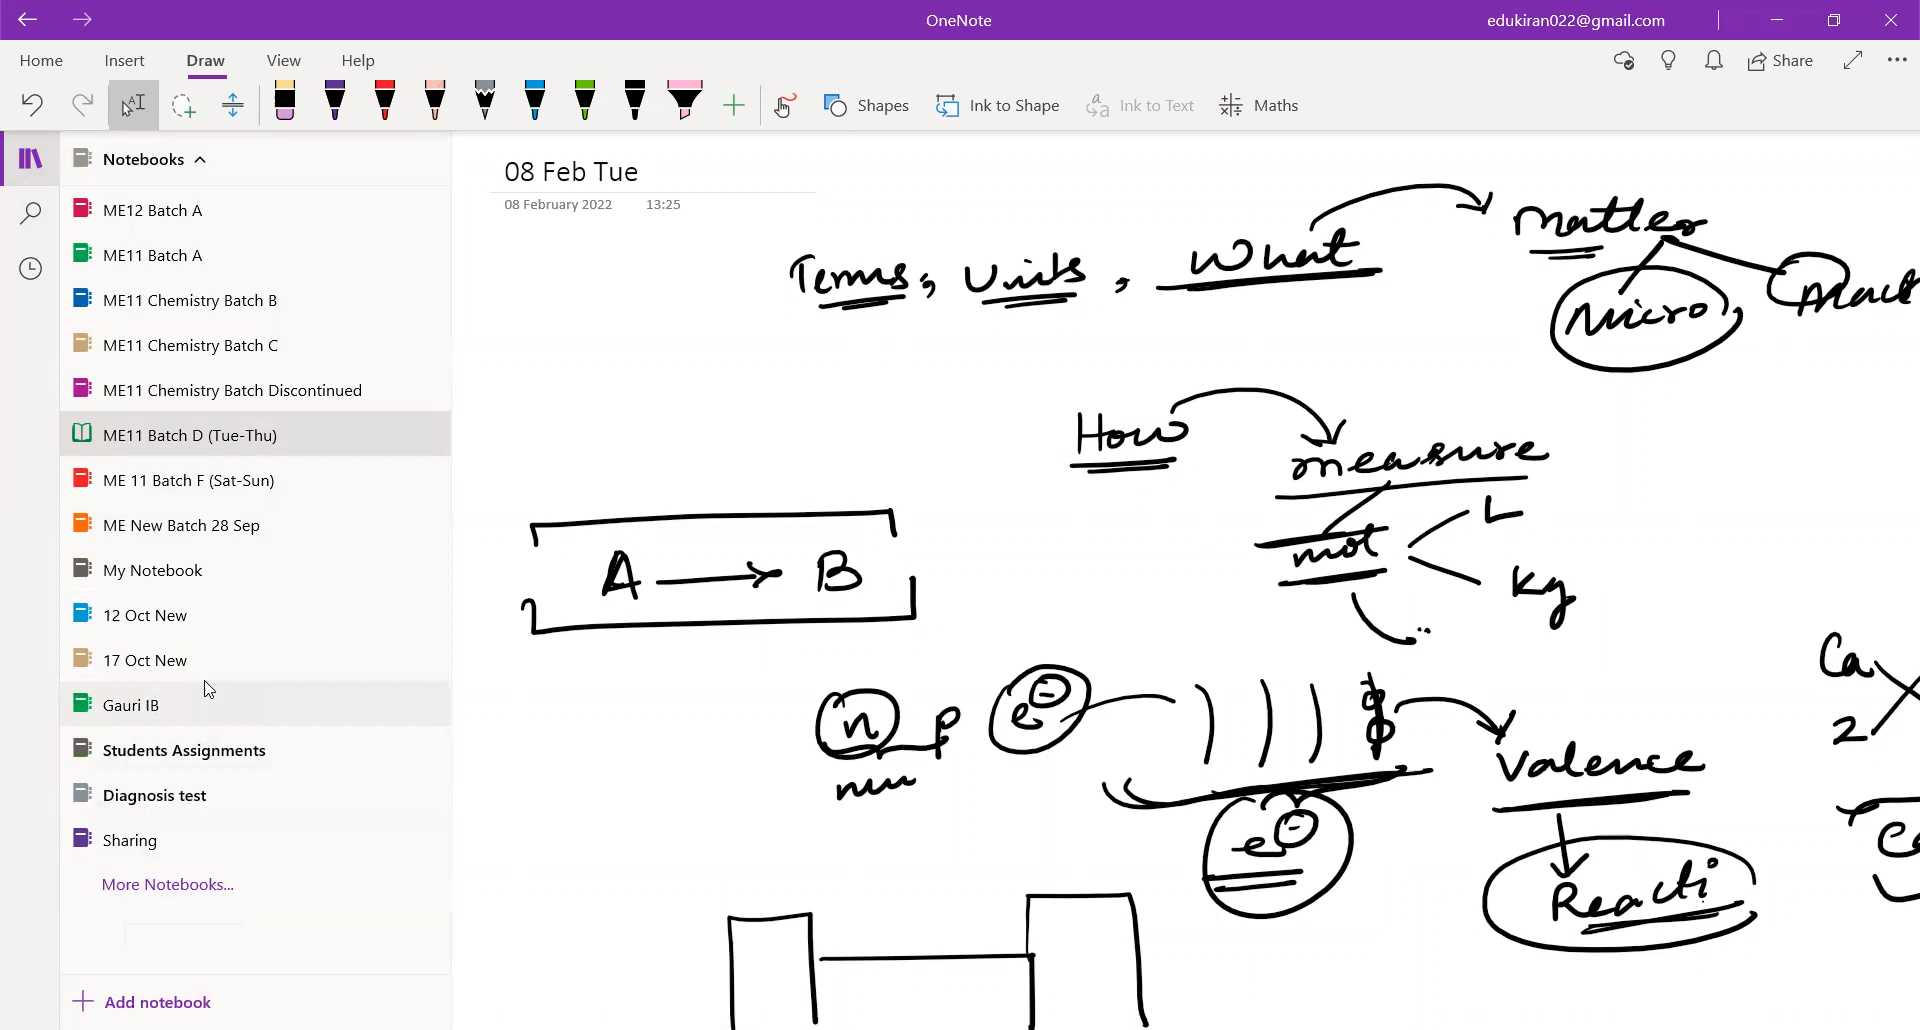 OneNote
edukiran022@gmail.com
Home Insert Draw View Help
Share
Shapes Ink to Shape Ink to Text Maths
Notebooks
ME12 Batch A
ME11 Batch A
ME11 Chemistry Batch B
ME11 Chemistry Batch C
ME11 Chemistry Batch Discontinued
ME11 Batch D (Tue-Thu)
ME 11 Batch F (Sat-Sun)
ME New Batch 28 Sep
My Notebook
12 Oct New
17 Oct New
Gauri IB
Students Assignments
Diagnosis test
Sharing
More Notebooks...
Add notebook
08 Feb Tue
08 February 2022 13:25
Terms, Units, What
Matter
Micro,
How
measure
mol
L
Kg
A → B
n p e⊖
Valence
e⊖
Reacti
Ca
2